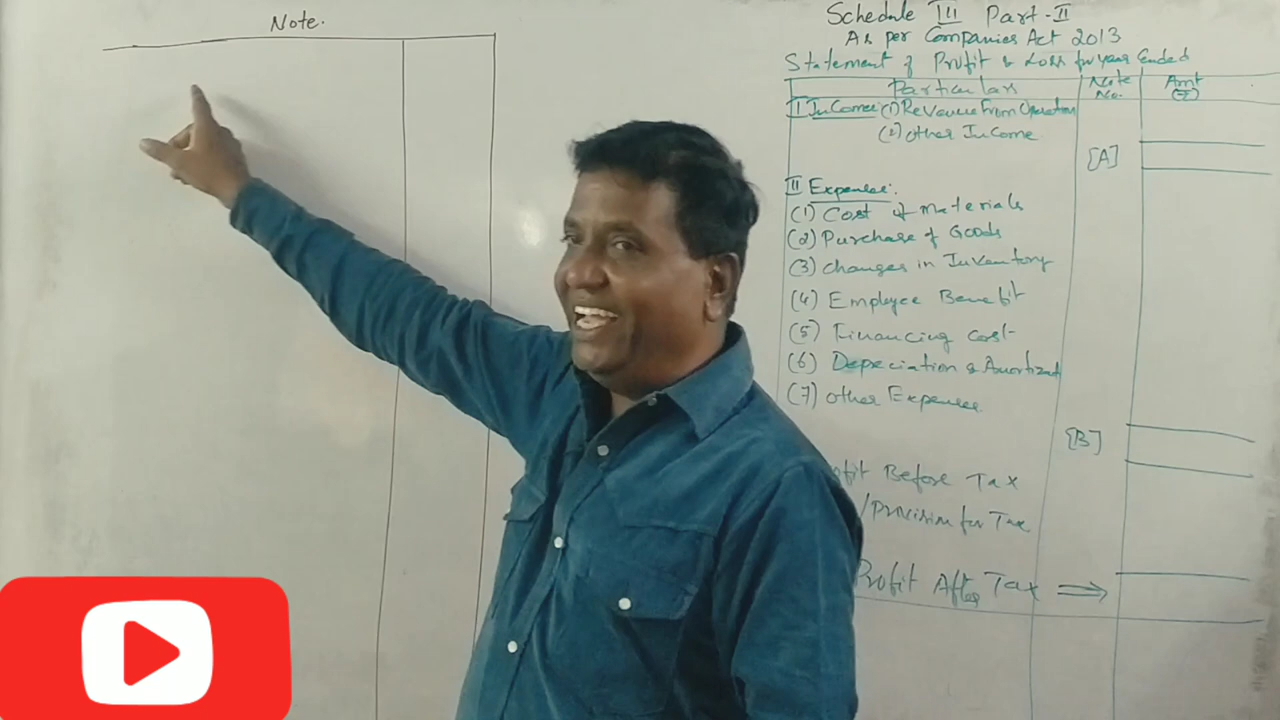 Note.
Schedule III Part-II
As per Companies Act 2013
Statement of Profit & Loss for year Ended
Particulars Note No. Amt (₹)
I Income: (1) Revenue From Operation
(2) Other Income
[A]
II Expenses:
(1) Cost of Materials
(2) Purchase of Goods
(3) Changes in Inventory
(4) Employee Benefit
(5) Financing Cost
(6) Depreciation & Amortizat
(7) Other Expenses
[B]
ofit Before Tax
/Provision for Tax
Profit After Tax ⇒